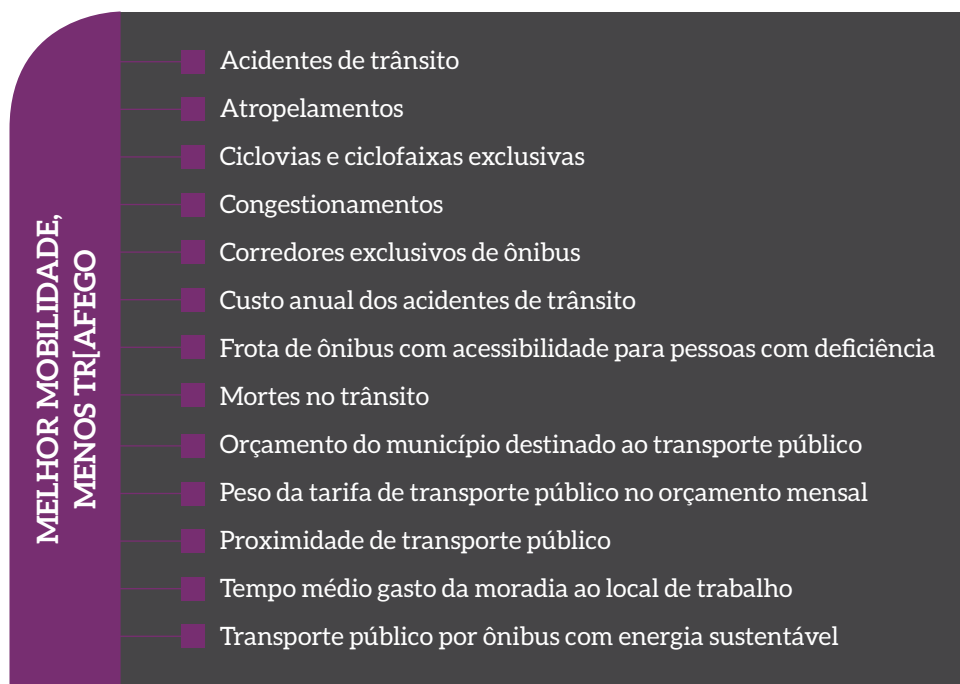 MELHOR MOBILIDADE,
MENOS TR[AFEGO
Acidentes de trânsito
Atropelamentos
Ciclovias e ciclofaixas exclusivas
Congestionamentos
Corredores exclusivos de ônibus
Custo anual dos acidentes de trânsito
Frota de ônibus com acessibilidade para pessoas com deficiência
Mortes no trânsito
Orçamento do município destinado ao transporte público
Peso da tarifa de transporte público no orçamento mensal
Proximidade de transporte público
Tempo médio gasto da moradia ao local de trabalho
Transporte público por ônibus com energia sustentável